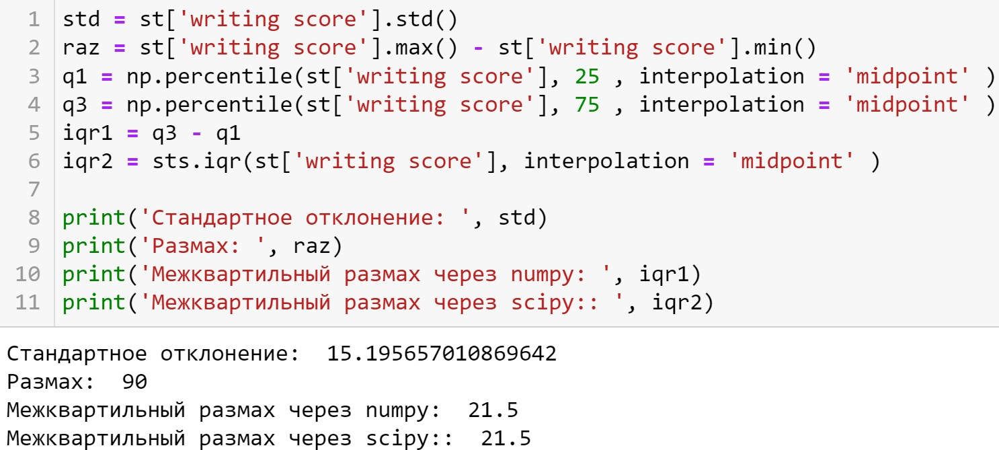 1 std = st['writing score'].std()
2 raz = st['writing score'].max() - st['writing score'].min()
3 q1 = np.percentile(st['writing score'], 25 , interpolation = 'midpoint' )
4 q3 = np.percentile(st['writing score'], 75 , interpolation = 'midpoint' )
5 iqr1 = q3 - q1
6 iqr2 = sts.iqr(st['writing score'], interpolation = 'midpoint' )
7
8 print('Стандартное отклонение: ', std)
9 print('Размах: ', raz)
10 print('Межквартильный размах через numpy: ', iqr1)
11 print('Межквартильный размах через scipy:: ', iqr2)
Стандартное отклонение:  15.195657010869642
Размах:  90
Межквартильный размах через numpy:  21.5
Межквартильный размах через scipy::  21.5